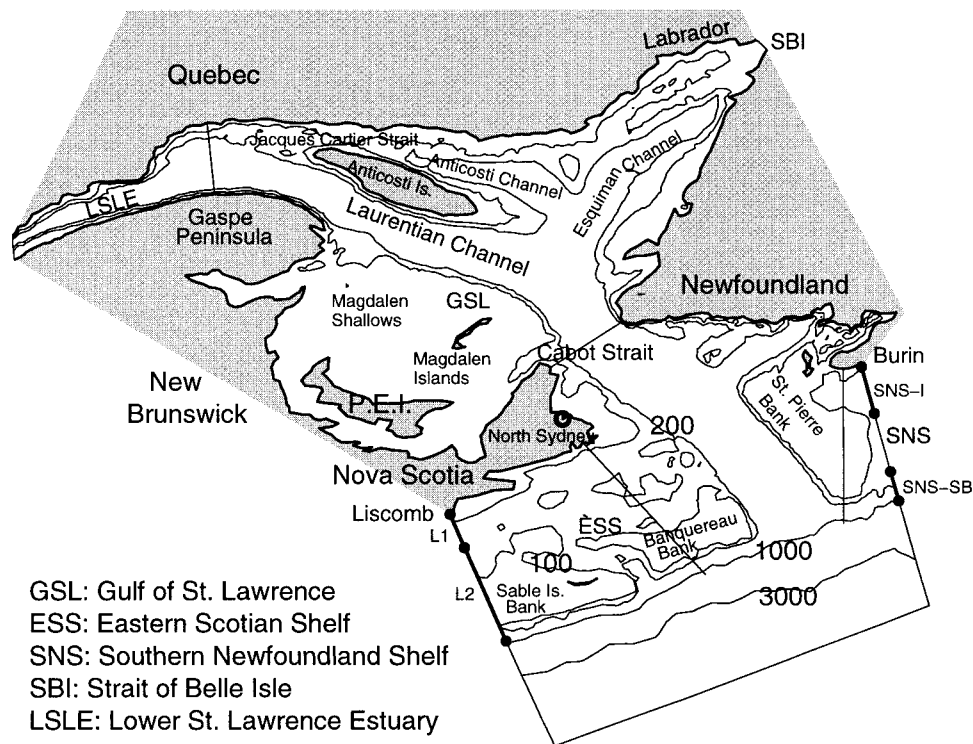 Labrador
SBI
Quebec
Jacques Cartier Strait
Anticosti Channel
Anticosti Is.
Esquiman Channel
LSLE
Gaspe
Peninsula
Laurentian Channel
Newfoundland
Magdalen
Shallows
GSL
Magdalen
Islands
Cabot Strait
Burin
SNS-I
St. Pierre
Bank
New
Brunswick
P.E.I.
North Sydney
200
SNS
Nova Scotia
SNS-SB
Liscomb
L1
ESS
Banquereau
Bank
1000
100
L2
Sable Is.
Bank
3000
GSL: Gulf of St. Lawrence
ESS: Eastern Scotian Shelf
SNS: Southern Newfoundland Shelf
SBI: Strait of Belle Isle
LSLE: Lower St. Lawrence Estuary